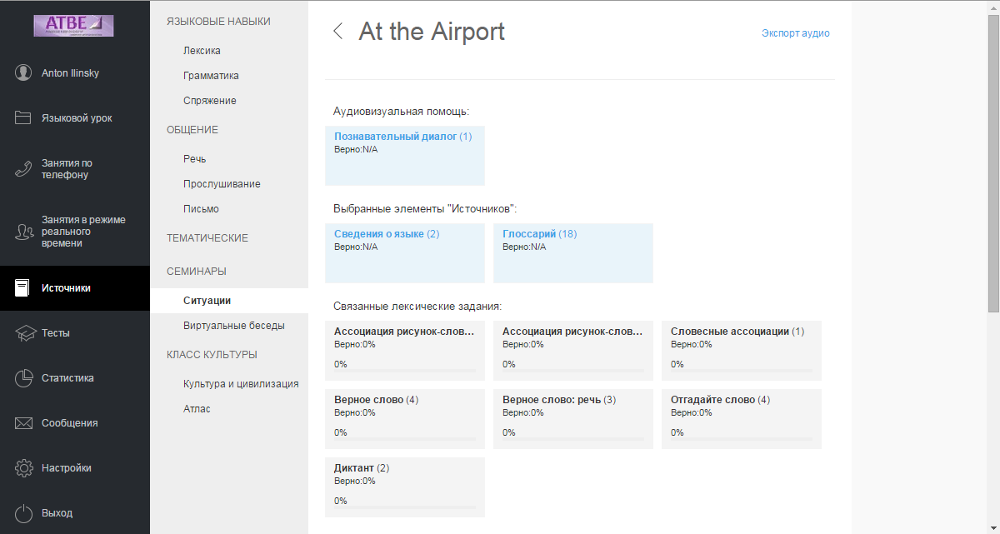 ATBE
Anton Ilinsky
Языковой урок
Занятия по
телефону
Занятия в режиме
реального
времени
Источники
Тесты
Статистика
Сообщения
Настройки
Выход
ЯЗЫКОВЫЕ НАВЫКИ
Лексика
Грамматика
Спряжение
ОБЩЕНИЕ
Речь
Прослушивание
Письмо
ТЕМАТИЧЕСКИЕ
СЕМИНАРЫ
Ситуации
Виртуальные беседы
КЛАСС КУЛЬТУРЫ
Культура и цивилизация
Атлас
At the Airport
Экспорт аудио
Аудиовизуальная помощь:
Познавательный диалог (1)
Верно:N/A
Выбранные элементы "Источников":
Сведения о языке (2)
Верно:N/A
Глоссарий (18)
Верно:N/A
Связанные лексические задания:
Ассоциация рисунок-слов...
Верно:0%
0%
Ассоциация рисунок-слов...
Верно:0%
0%
Словесные ассоциации (1)
Верно:0%
0%
Верное слово (4)
Верно:0%
0%
Верное слово: речь (3)
Верно:0%
0%
Отгадайте слово (4)
Верно:0%
0%
Диктант (2)
Верно:0%
0%